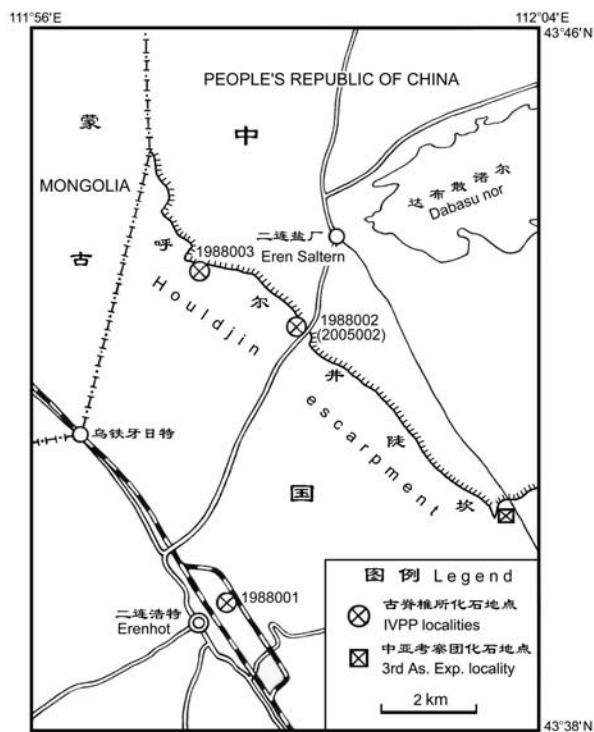 111°56′E
112°04′E
43°46′N
PEOPLE'S REPUBLIC OF CHINA
蒙
中
MONGOLIA
古
达布散诺尔
Dabasu nor
二连盐厂
Eren Saltern
呼
1988003
尔
Houldjin
1988002
(2005002)
井
escarpment
陡
坎
乌铁牙日特
国
1988001
二连浩特
Erenhot
图 例 Legend
古脊椎所化石地点
IVPP localities
中亚考察团化石地点
3rd As. Exp. locality
2 km
43°38′N